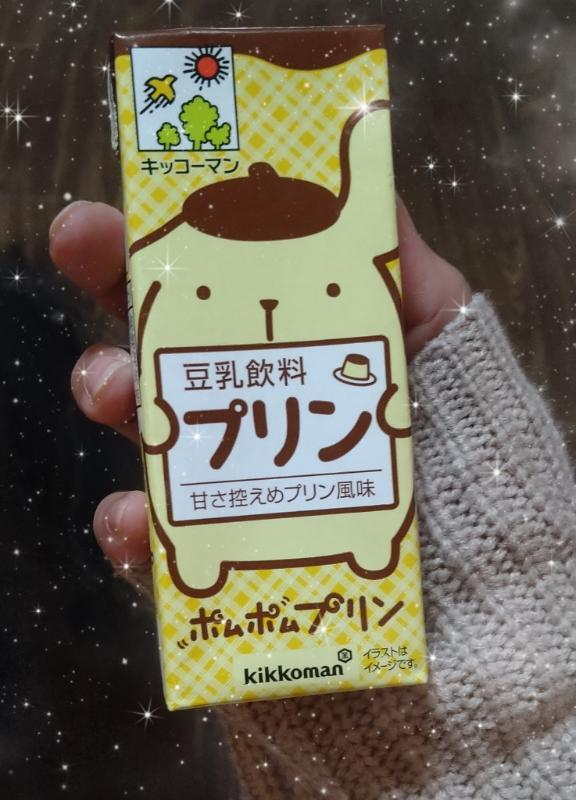 キッコーマン
豆乳飲料
プリン
甘さ控えめプリン風味
ポムポムプリン
kikkoman
イラストは
イメージです。